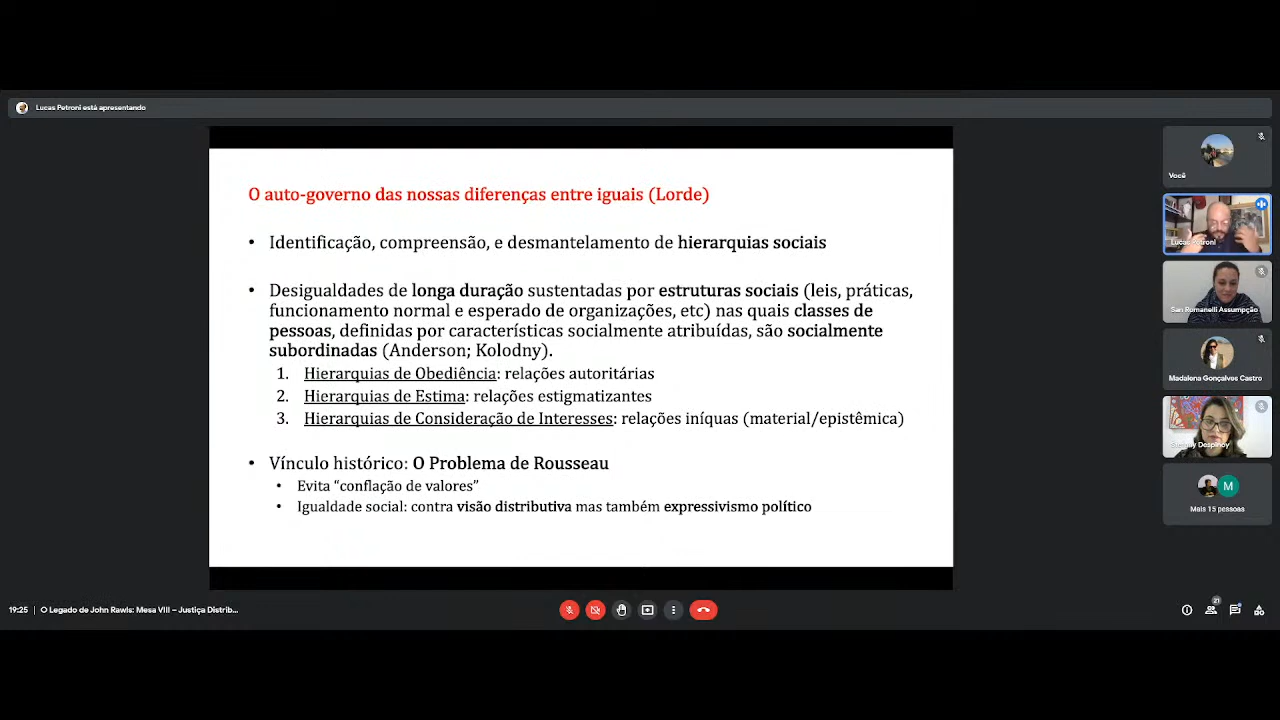 Lucas Petroni está apresentando
O auto-governo das nossas diferenças entre iguais (Lorde)
• Identificação, compreensão, e desmantelamento de hierarquias sociais
• Desigualdades de longa duração sustentadas por estruturas sociais (leis, práticas,
funcionamento normal e esperado de organizações, etc) nas quais classes de
pessoas, definidas por características socialmente atribuídas, são socialmente
subordinadas (Anderson; Kolodny).
1. Hierarquias de Obediência: relações autoritárias
2. Hierarquias de Estima: relações estigmatizantes
3. Hierarquias de Consideração de Interesses: relações iníquas (material/epistêmica)
• Vínculo histórico: O Problema de Rousseau
• Evita “conflação de valores”
• Igualdade social: contra visão distributiva mas também expressivismo político
Você
Lucas Petroni
San Romanelli Assumpção
Madalena Gonçalves Castro
Despinoy
M
Mais 15 pessoas
19:25 | O Legado de John Rawls: Mesa VIII – Justiça Distrib...
21